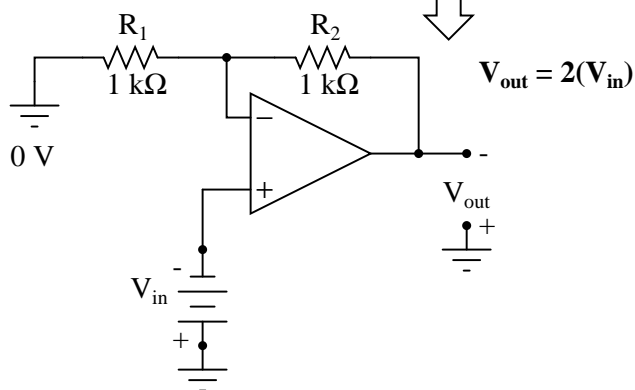 R1
R2
1 kΩ
1 kΩ
Vout = 2(Vin)
0 V
−
+
-
Vout
+
-
Vin
+